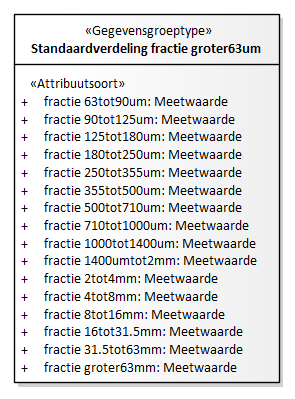 «Gegevensgroeptype»
Standaardverdeling fractie groter63um
«Attribuutsoort»
+ fractie 63tot90um: Meetwaarde
+ fractie 90tot125um: Meetwaarde
+ fractie 125tot180um: Meetwaarde
+ fractie 180tot250um: Meetwaarde
+ fractie 250tot355um: Meetwaarde
+ fractie 355tot500um: Meetwaarde
+ fractie 500tot710um: Meetwaarde
+ fractie 710tot1000um: Meetwaarde
+ fractie 1000tot1400um: Meetwaarde
+ fractie 1400umtot2mm: Meetwaarde
+ fractie 2tot4mm: Meetwaarde
+ fractie 4tot8mm: Meetwaarde
+ fractie 8tot16mm: Meetwaarde
+ fractie 16tot31.5mm: Meetwaarde
+ fractie 31.5tot63mm: Meetwaarde
+ fractie groter63mm: Meetwaarde